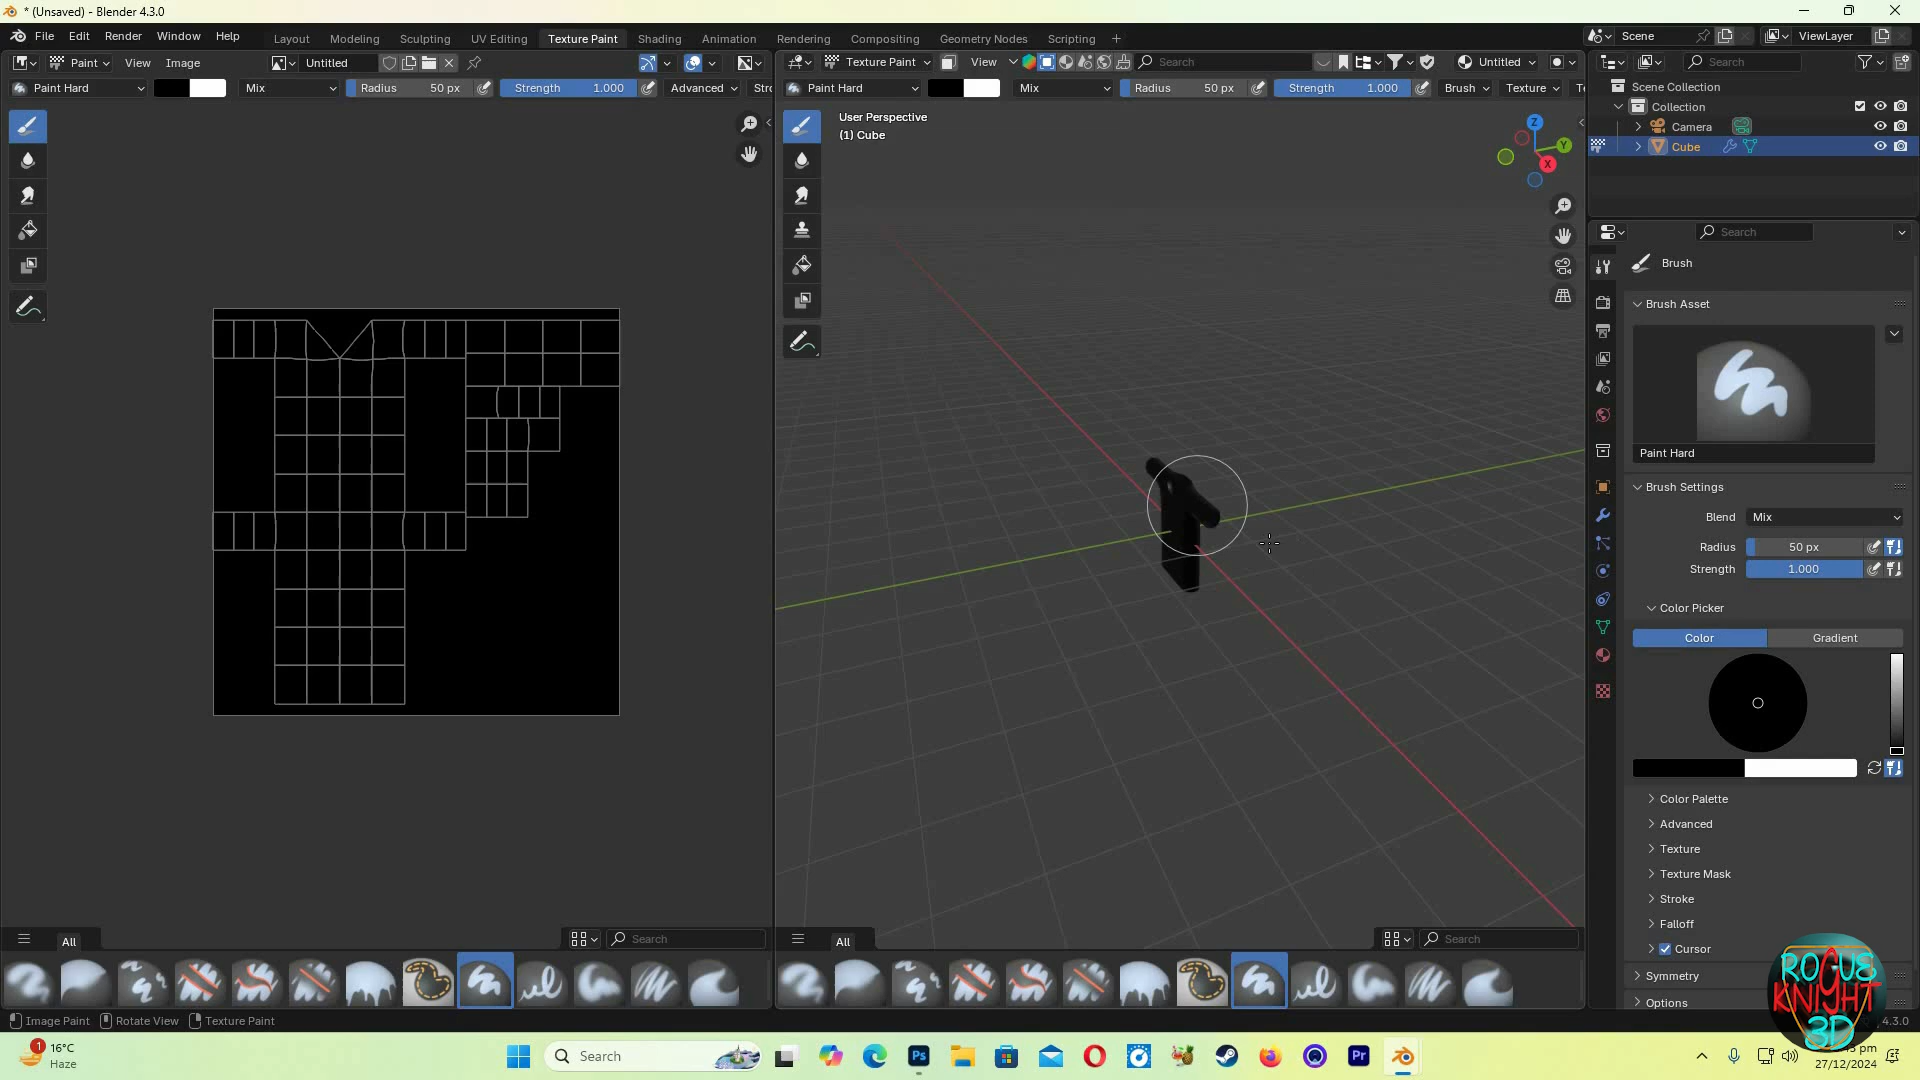 * (Unsaved) - Blender 4.3.0
File Edit Render Window Help Layout Modeling Sculpting UV Editing Texture Paint Shading Animation Rendering Compositing Geometry Nodes Scripting + Scene ViewLayer
Paint View Image Untitled Texture Paint View Search Untitled Search
Paint Hard Mix Radius 50 px Strength 1.000 Advanced Stro Paint Hard Mix Radius 50 px Strength 1.000 Brush Texture Te
Scene Collection
Collection
Camera
Cube
User Perspective
(1) Cube
Z
Y
X
Search
Brush
Brush Asset
Paint Hard
Brush Settings
Blend Mix
Radius 50 px
Strength 1.000
Color Picker
Color Gradient
Color Palette
Advanced
Texture
Texture Mask
Stroke
Falloff
Cursor
Symmetry
Options
All Search All Search
Image Paint Rotate View Texture Paint 4.3.0
ROGUE
KNIGHT
3D
1
16°C
Haze
Search
Ps
Pr
pm
27/12/2024